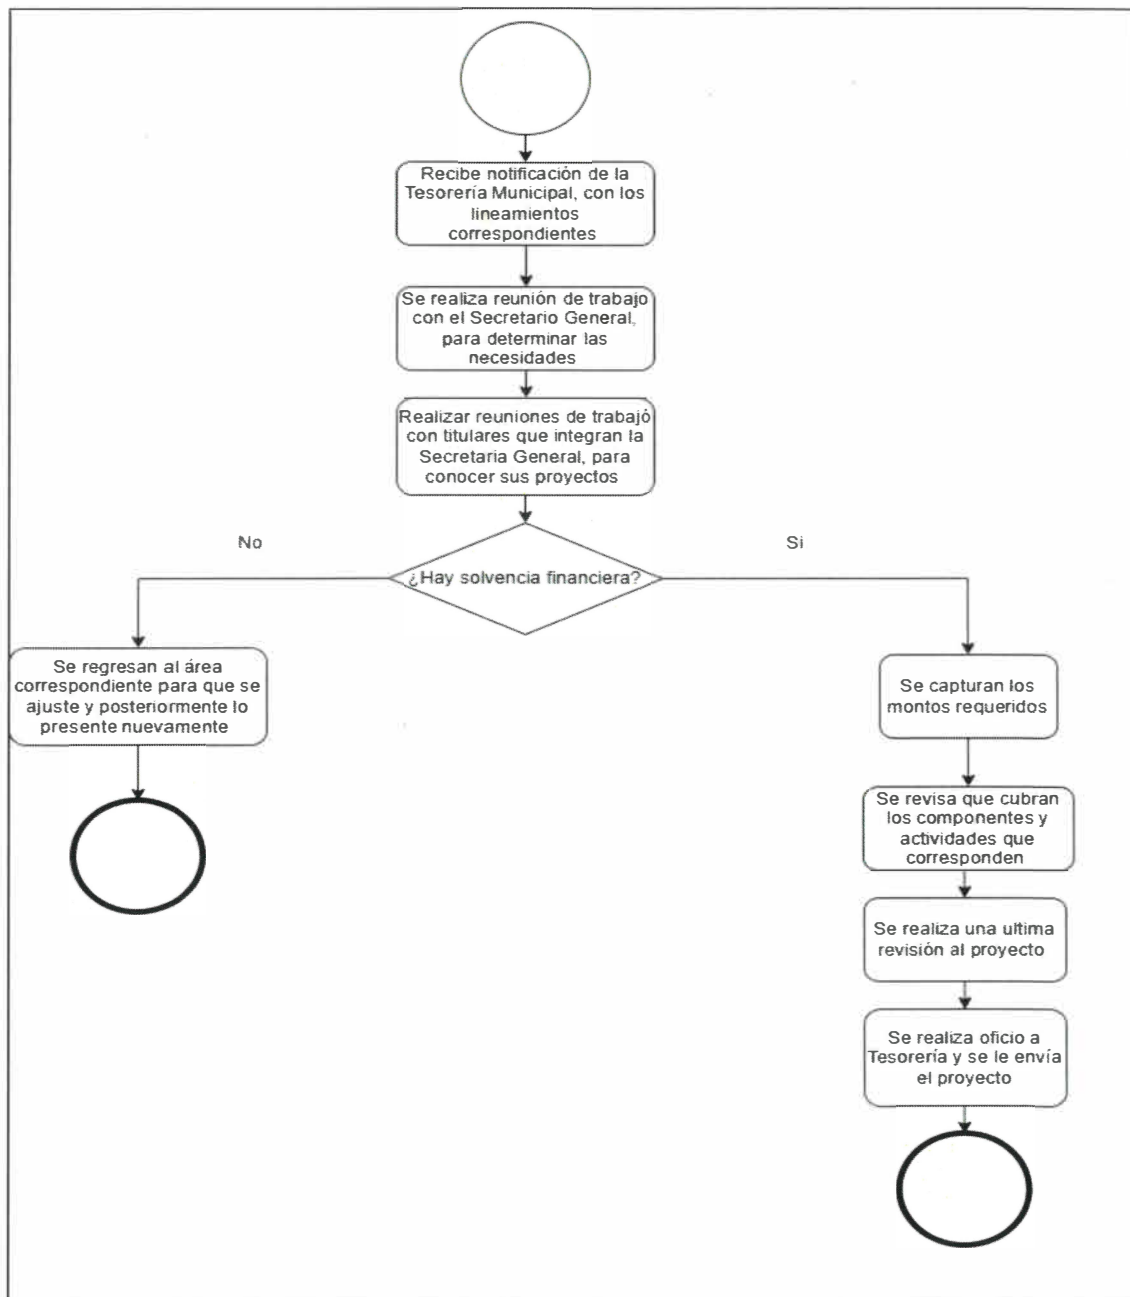 Recibe notificación de la
Tesorería Municipal, con los
lineamientos
correspondientes
Se realiza reunión de trabajo
con el Secretario General,
para determinar las
necesidades
Realizar reuniones de trabajó
con titulares que integran la
Secretaria General, para
conocer sus proyectos
No
Si
¿Hay solvencia financiera?
Se regresan al área
correspondiente para que se
ajuste y posteriormente lo
presente nuevamente
Se capturan los
montos requeridos
Se revisa que cubran
los componentes y
actividades que
corresponden
Se realiza una ultima
revisión al proyecto
Se realiza oficio a
Tesorería y se le envía
el proyecto